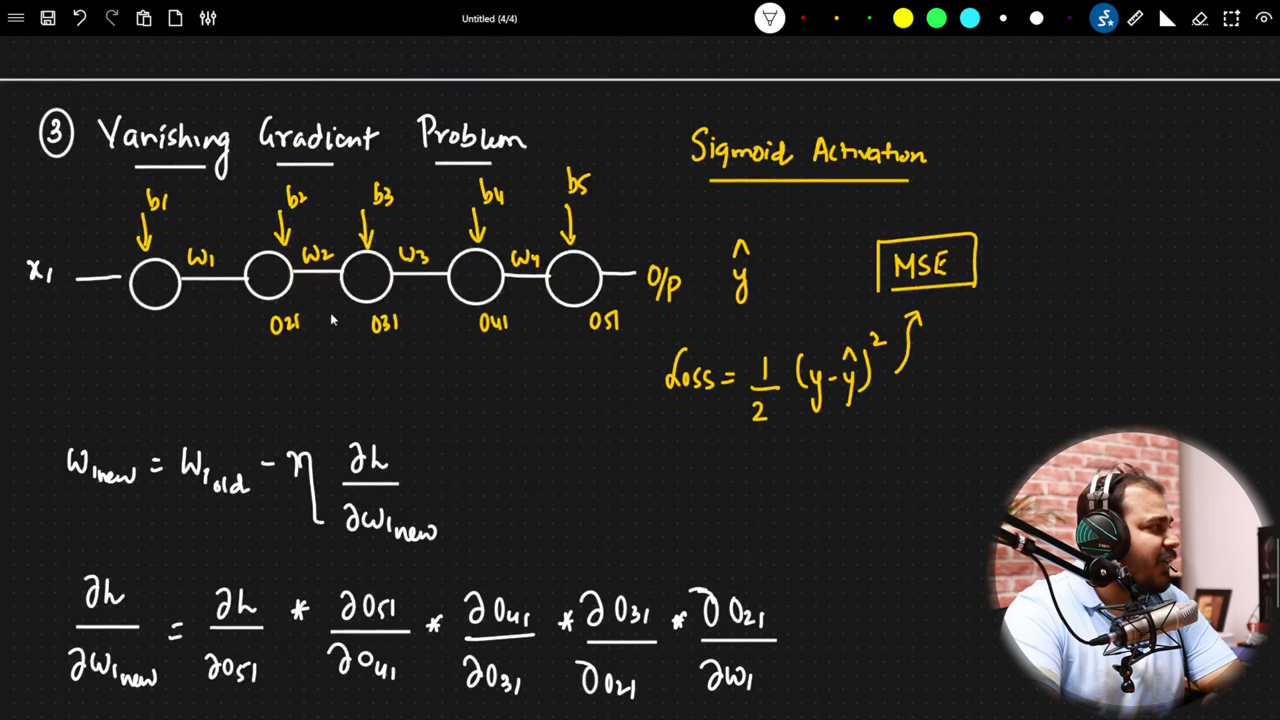 Untitled (4/4)
③ Vanishing Gradient Problem
Sigmoid Activation
b1 b2 b3 b4 b5
x1 w1 w2 w3 w4 O/P
O21 O31 O41 O51
ŷ
MSE
Loss = 1/2 (y - ŷ)²
W1new = W1old - η ∂L/∂w1new
∂L/∂w1new = ∂L/∂O51 * ∂O51/∂O41 * ∂O41/∂O31 * ∂O31/∂O21 * ∂O21/∂w1